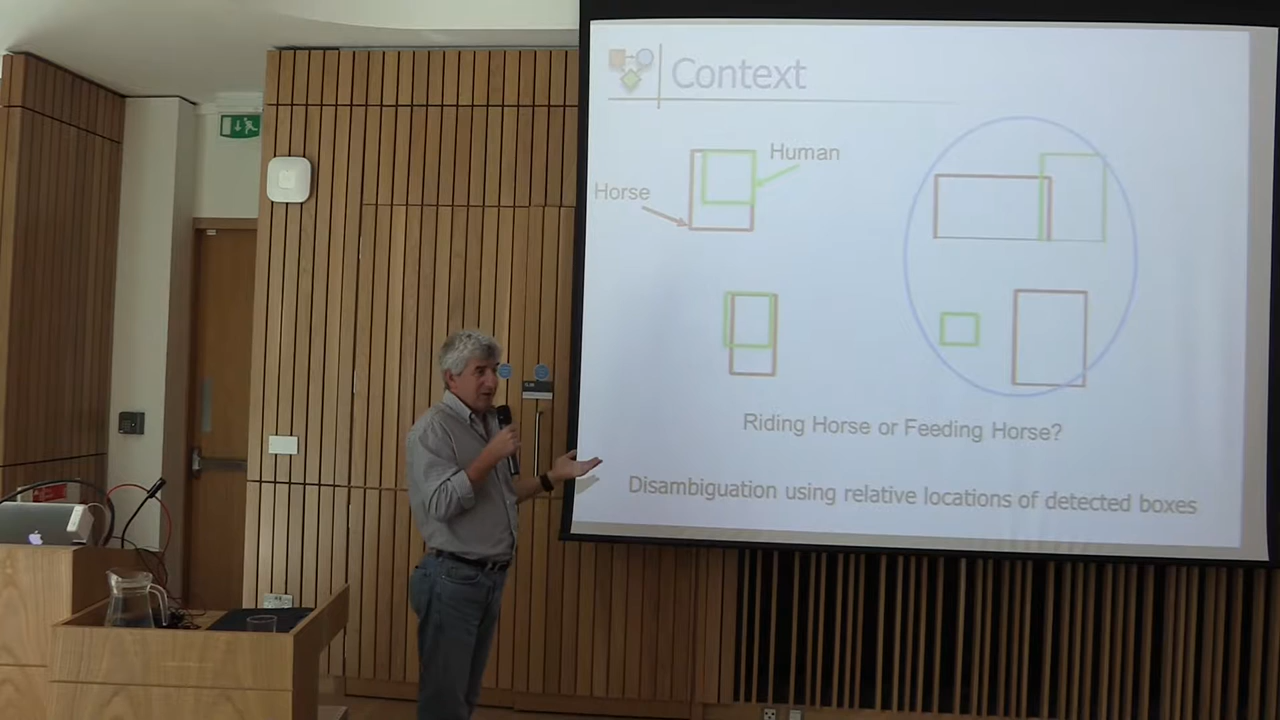 Context
Human
Horse
Riding Horse or Feeding Horse?
Disambiguation using relative locations of detected boxes